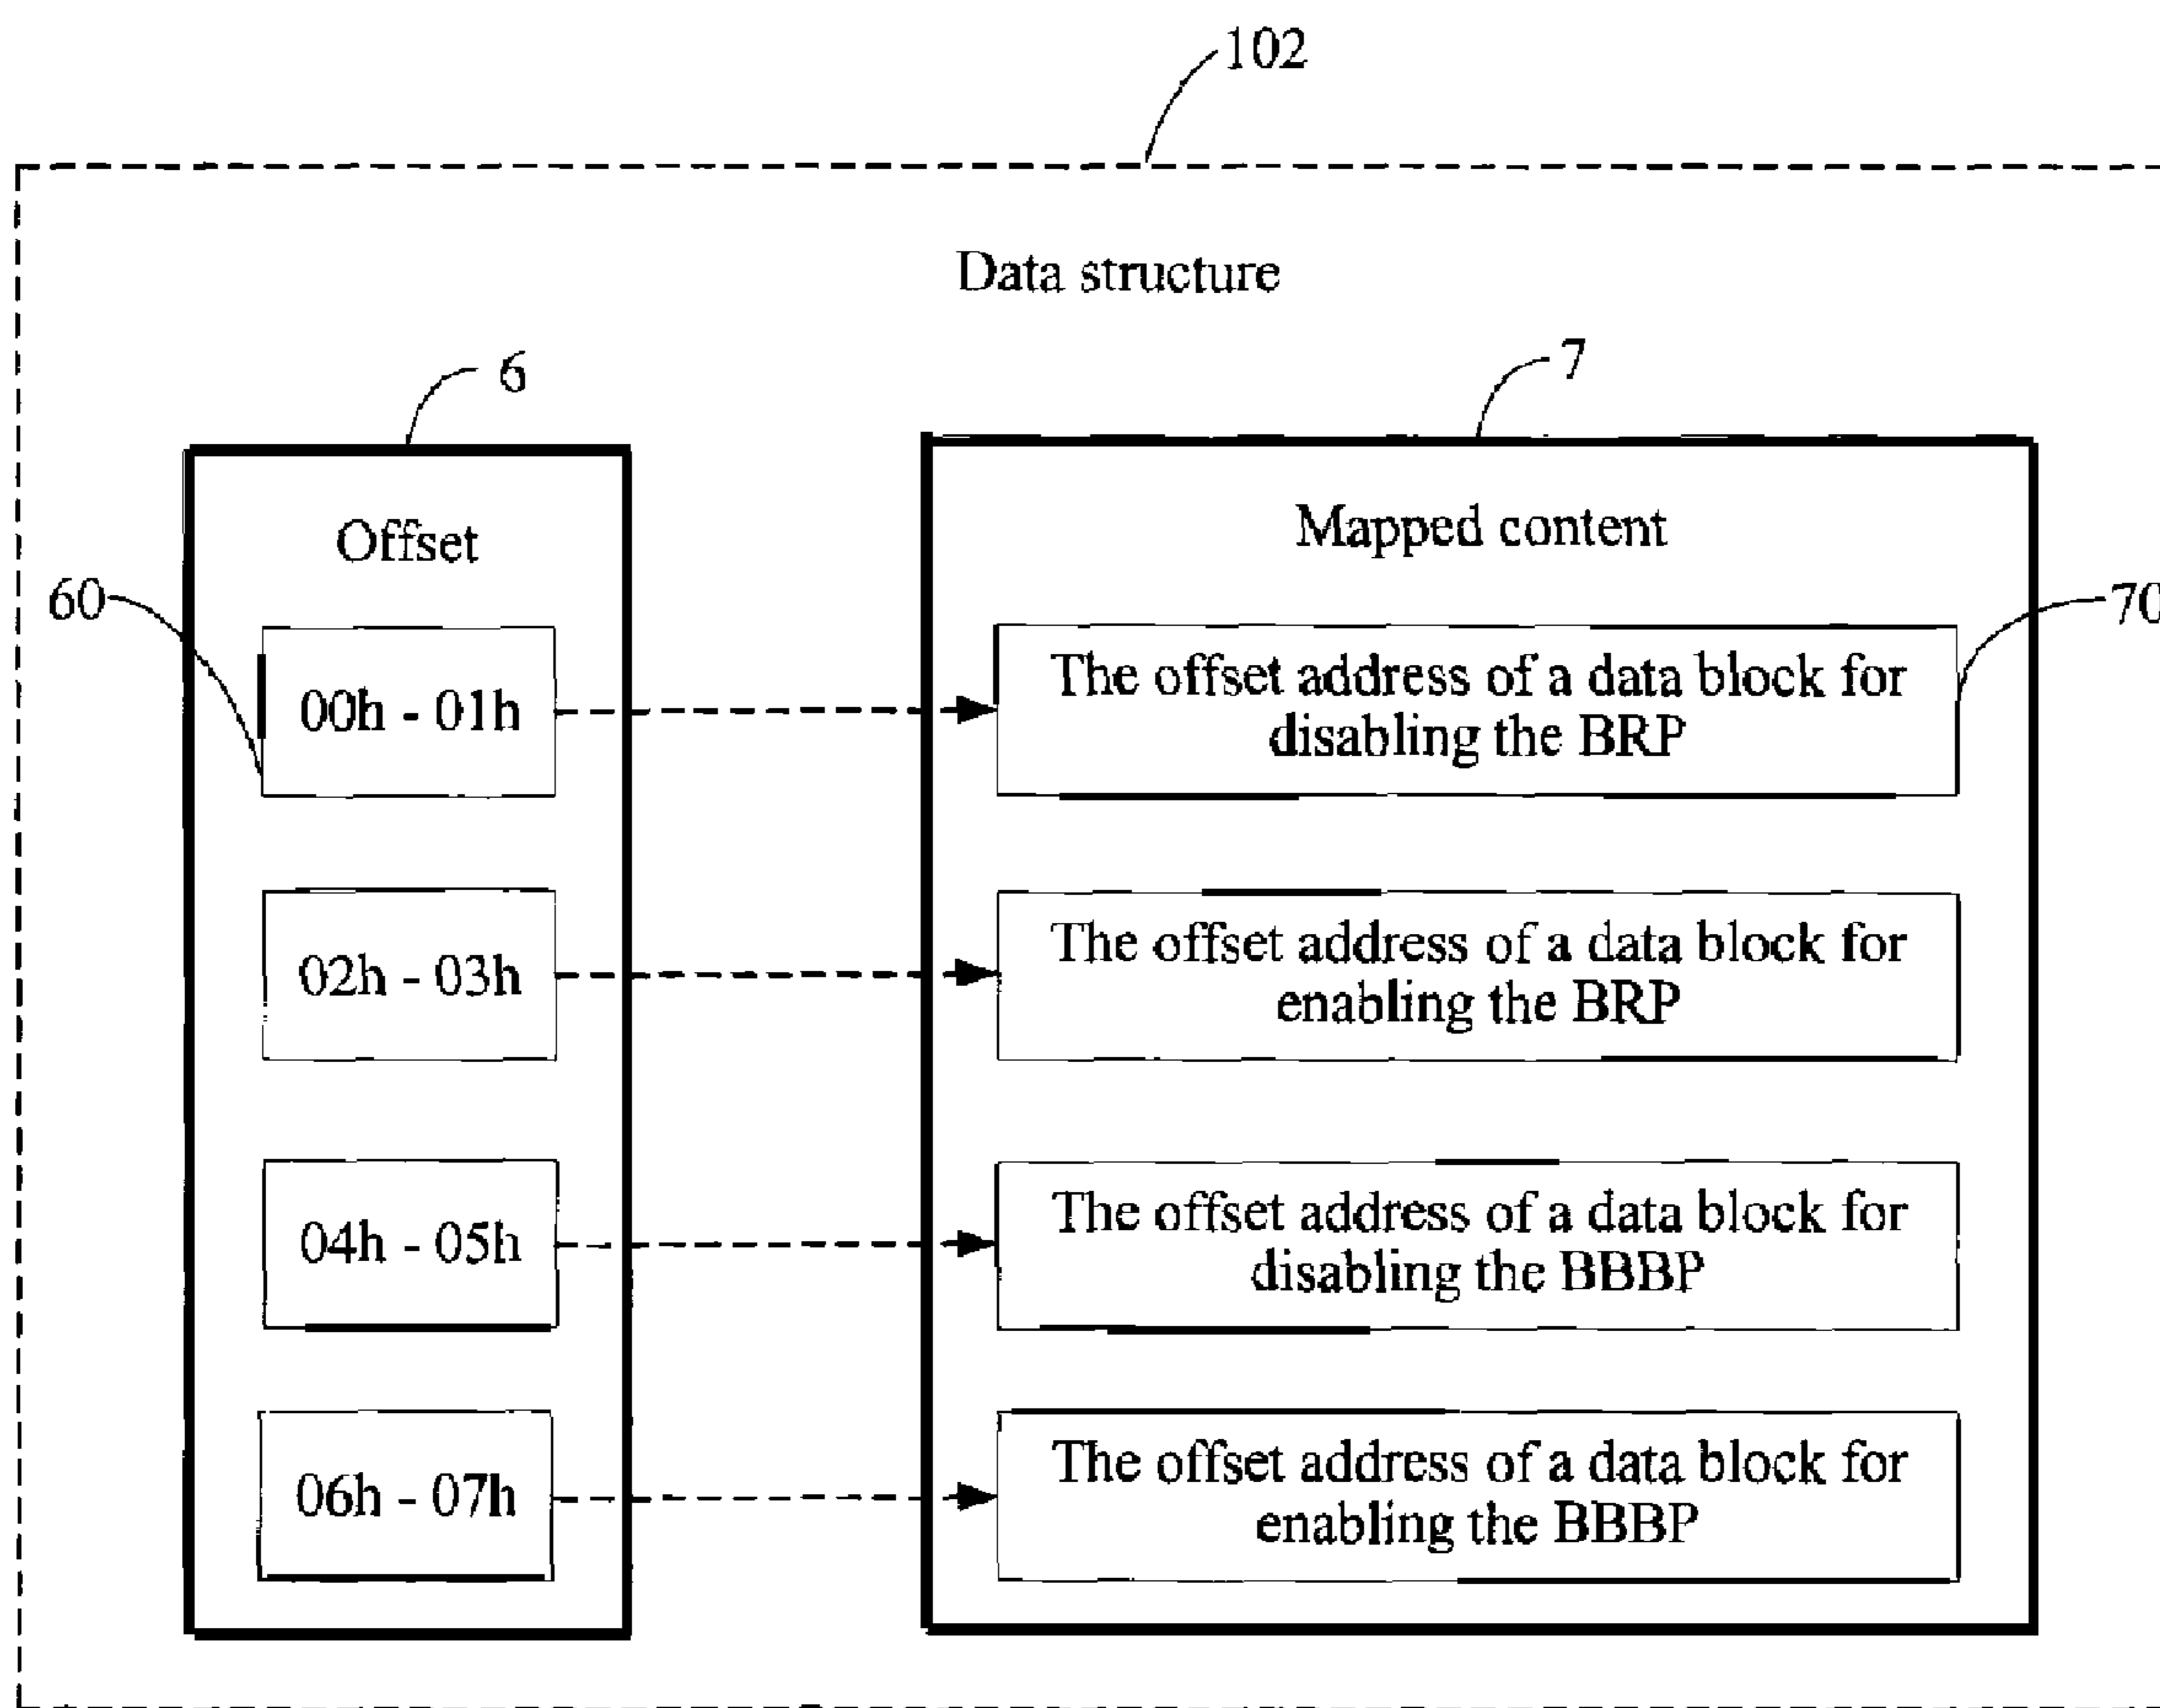 102
Data structure
6
7
Offset
Mapped content
60
70
00h - 01h
The offset address of a data block for
disabling the BRP
02h - 03h
The offset address of a data block for
enabling the BRP
04h - 05h
The offset address of a data block for
disabling the BBBP
06h - 07h
The offset address of a data block for
enabling the BBBP